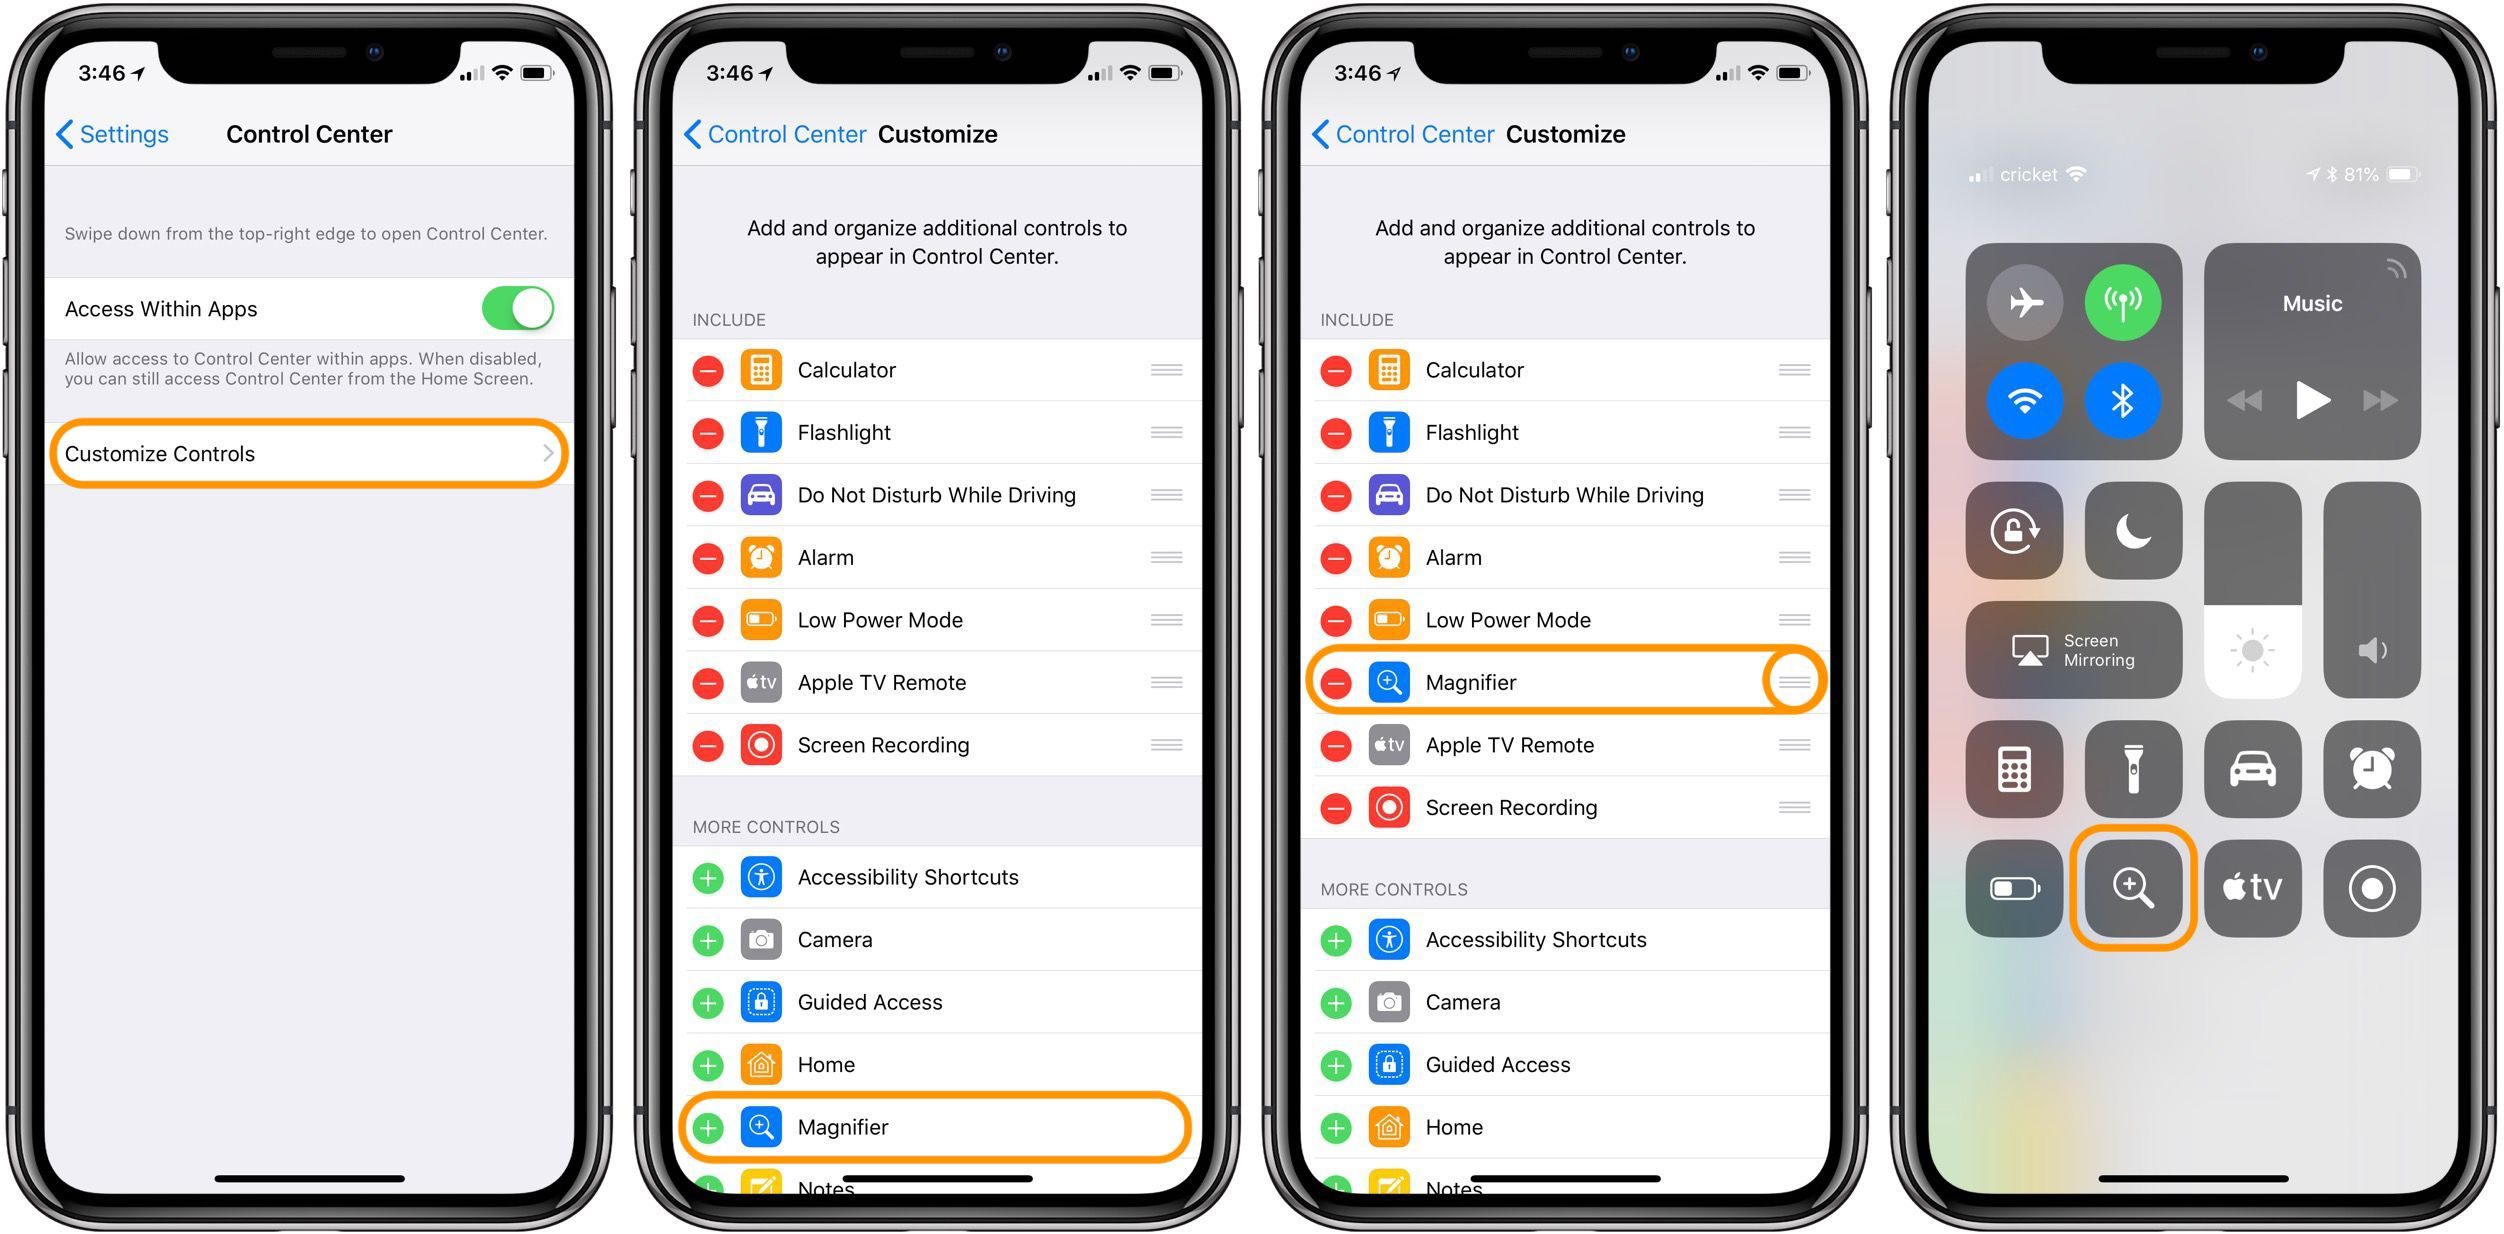 3:46
Settings
Control Center
Swipe down from the top-right edge to open Control Center.
Access Within Apps
Allow access to Control Center within apps. When disabled,
you can still access Control Center from the Home Screen.
Customize Controls
3:46
Control Center Customize
Add and organize additional controls to
appear in Control Center.
INCLUDE
Calculator
Flashlight
Do Not Disturb While Driving
Alarm
Low Power Mode
tv Apple TV Remote
Screen Recording
MORE CONTROLS
Accessibility Shortcuts
Camera
Guided Access
Home
Magnifier
Notes
3:46
Control Center Customize
Add and organize additional controls to
appear in Control Center.
INCLUDE
Calculator
Flashlight
Do Not Disturb While Driving
Alarm
Low Power Mode
Magnifier
tv Apple TV Remote
Screen Recording
MORE CONTROLS
Accessibility Shortcuts
Camera
Guided Access
Home
Notes
cricket 81%
Music
Screen
Mirroring
tv